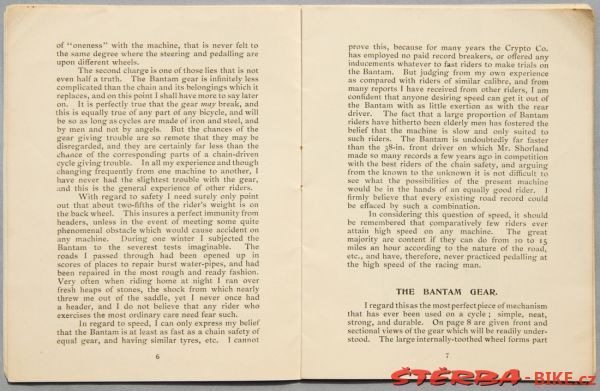 of "oneness" with the machine, that is never felt to
the same degree where the steering and pedalling are
upon different wheels.
The second charge is one of those lies that is not
even half a truth. The Bantam gear is infinitely less
complicated than the chain and its belongings which it
replaces, and on this point I shall have more to say later
on. It is perfectly true that the gear may break, and
this is equally true of any part of any bicycle, and will
be so as long as cycles are made of iron and steel, and
by men and not by angels. But the chances of the
gear giving trouble are so remote that they may be
disregarded, and they are certainly far less than the
chance of the corresponding parts of a chain-driven
cycle giving trouble. In all my experience and though
changing frequently from one machine to another, I
have never had the slightest trouble with the gear,
and this is the general experience of other riders.
With regard to safety I need surely only point
out that about two-fifths of the rider's weight is on
the back wheel. This insures a perfect immunity from
headers, unless in the event of meeting some quite
phenomenal obstacle which would cause an accident on
any machine. During one winter I subjected the
Bantam to the severest tests imaginable. The
roads I passed through had been opened up in
scores of places to repair burst water-pipes, and had
been repaired in the most rough and ready fashion.
Very often when riding home at night I ran over
fresh heaps of stones, the shock from which nearly
threw me out of the saddle, yet I never once had
a header, and I do not believe that any rider who
exercises the most ordinary care need fear such.
In regard to speed, I can only express my belief
that the Bantam is at least as fast as a chain safety of
equal gear, and having similar tyres, etc. I cannot
6
prove this, because for many years the Crypto Co.
has employed no paid record breakers, or offered any
inducements whatever to fast riders to make trials on
the Bantam. But judging from my own experience
as compared with riders of similar calibre, and from
many reports I have received from other riders, I am
confident that anyone desiring speed can get it out of
the Bantam with as little exertion as with the rear
driver. The fact that a large proportion of Bantam
riders have hitherto been elderly men has fostered the
belief that the machine is slow and only suited to
such riders. The Bantam is undoubtedly far faster
than the 38-in. front driver on which Mr. Shorland
made so many records a few years ago in competition
with the best riders of the chain safety, and arguing
from the known to the unknown it is not difficult to
see what the possibilities of the present machine
would be in the hands of an equally good rider. I
firmly believe that every existing road record could
be effaced by such a combination.
In considering this question of speed, it should
be remembered that comparatively few riders ever
attain high speed on any machine. The great
majority are content if they can do from 10 to 15
miles an hour according to the nature of the road,
etc., and have, therefore, never practised pedalling at
the high speed of the racing man.
THE BANTAM GEAR.
I regard this as the most perfect piece of mechanism
that has ever been used on a cycle; simple, neat,
strong, and durable. On page 8 are given front and
sectional views of the gear which will be readily under-
stood. The large internally-toothed wheel forms part
7
ŠTĚRBA-BIKE.cz